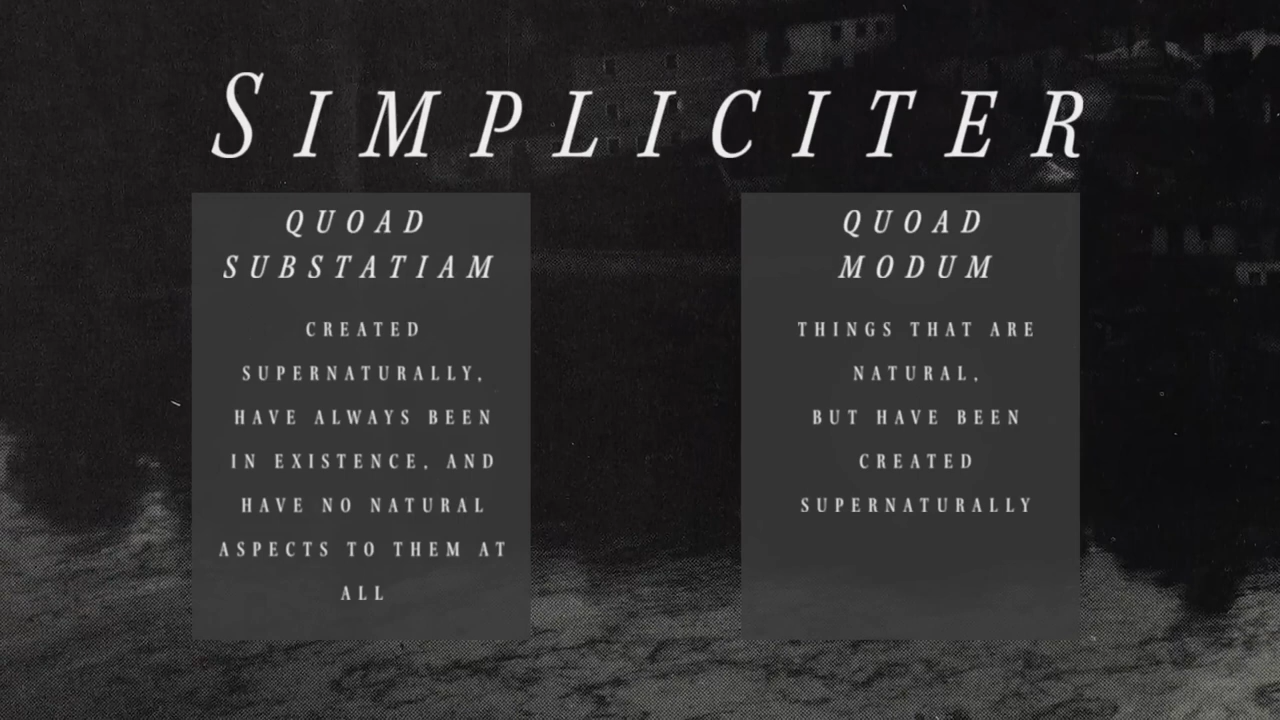 SIMPLICITER
QUOAD
SUBSTATIAM
CREATED
SUPERNATURALLY,
HAVE ALWAYS BEEN
IN EXISTENCE, AND
HAVE NO NATURAL
ASPECTS TO THEM AT
ALL
QUOAD
MODUM
THINGS THAT ARE
NATURAL,
BUT HAVE BEEN
CREATED
SUPERNATURALLY